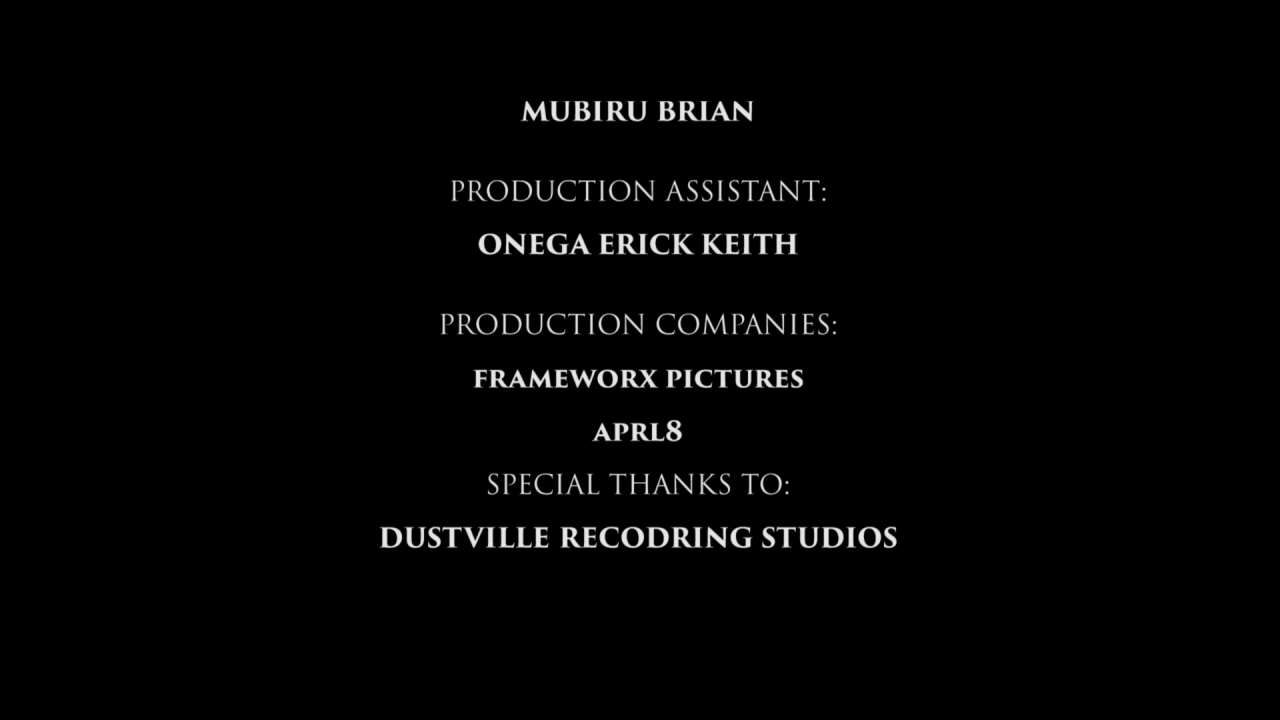 MUBIRU BRIAN
PRODUCTION ASSISTANT:
ONEGA ERICK KEITH
PRODUCTION COMPANIES:
FRAMEWORX PICTURES
APRL8
SPECIAL THANKS TO:
DUSTVILLE RECODRING STUDIOS